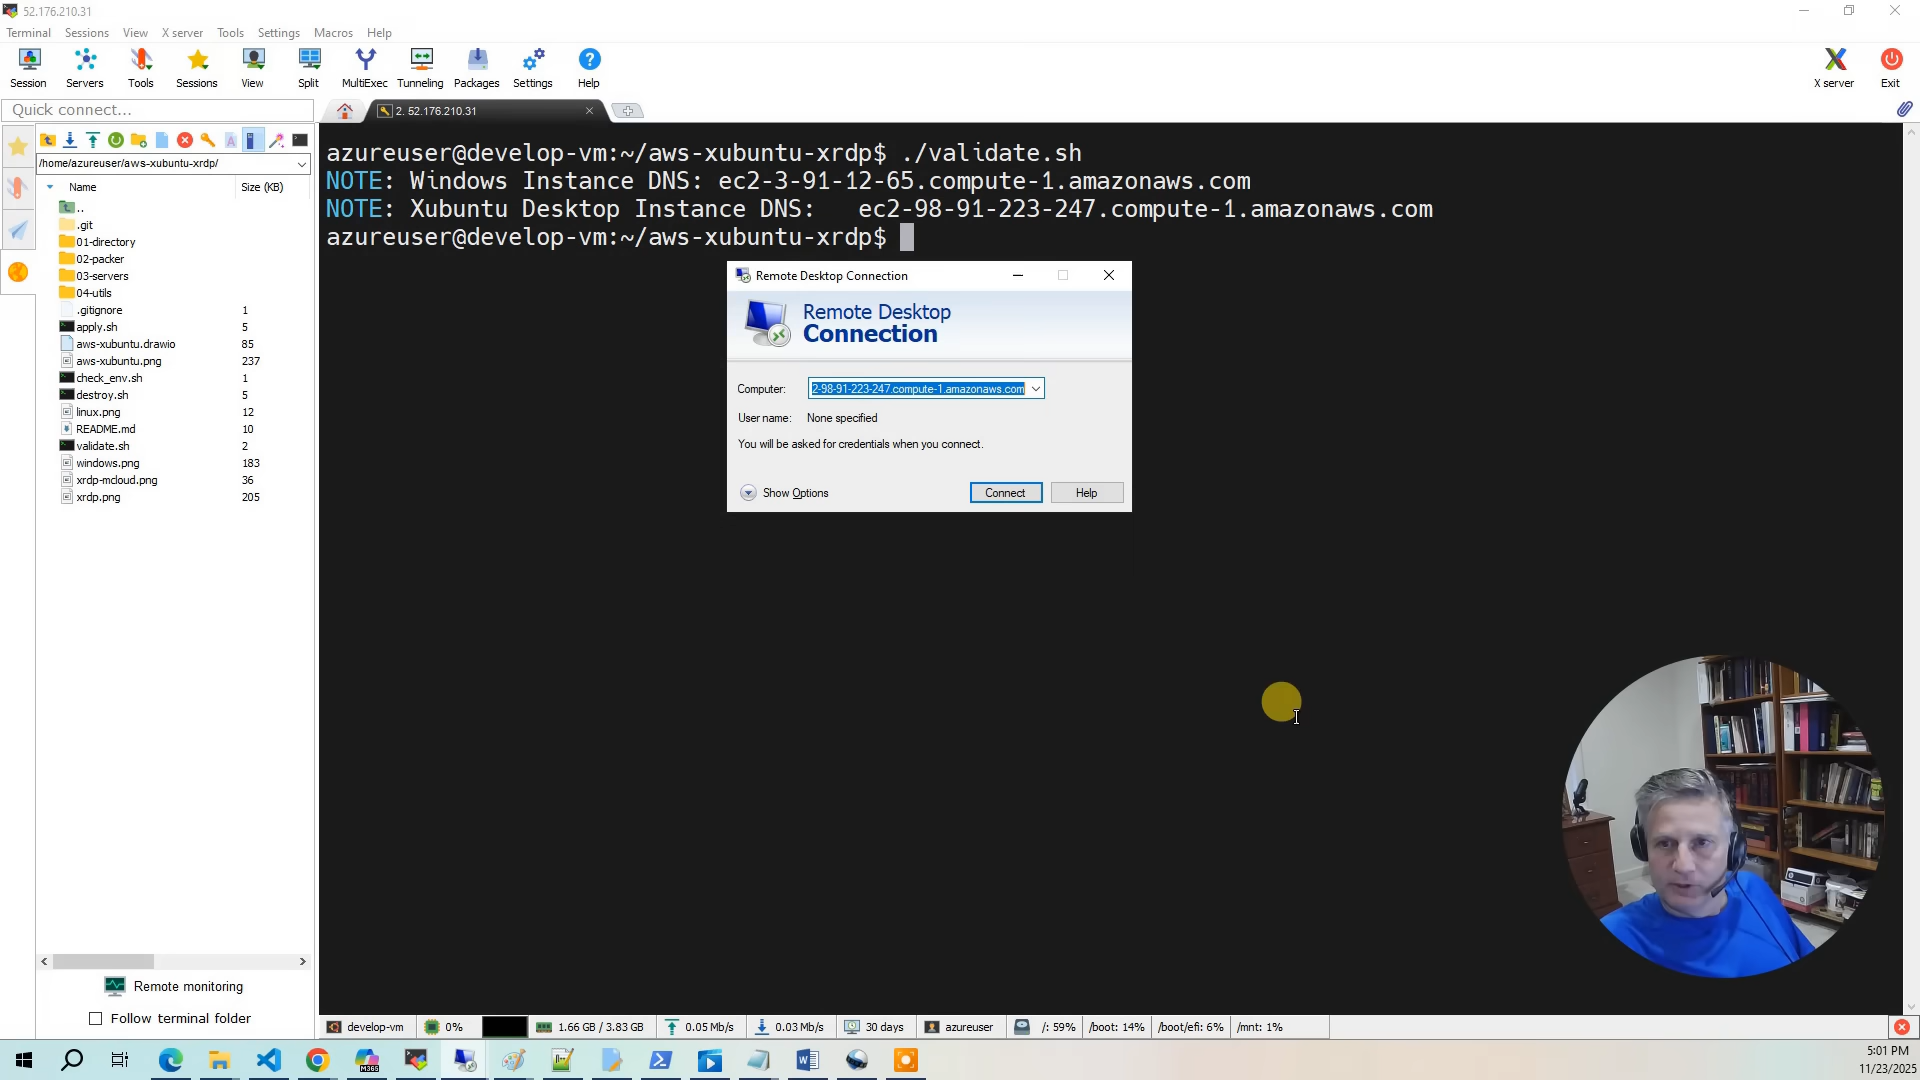 52.176.210.31
Terminal Sessions View X server Tools Settings Macros Help
Session Servers Tools Sessions View Split MultiExec Tunneling Packages Settings Help X server Exit
Quick connect...
2. 52.176.210.31
/home/azureuser/aws-xubuntu-xrdp/
Name Size (KB)
..
.git
01-directory
02-packer
03-servers
04-utils
.gitignore 1
apply.sh 5
aws-xubuntu.drawio 85
aws-xubuntu.png 237
check_env.sh 1
destroy.sh 5
linux.png 12
README.md 10
validate.sh 2
windows.png 183
xrdp-mcloud.png 36
xrdp.png 205
Remote monitoring
Follow terminal folder
azureuser@develop-vm:~/aws-xubuntu-xrdp$ ./validate.sh
NOTE: Windows Instance DNS: ec2-3-91-12-65.compute-1.amazonaws.com
NOTE: Xubuntu Desktop Instance DNS: ec2-98-91-223-247.compute-1.amazonaws.com
azureuser@develop-vm:~/aws-xubuntu-xrdp$
Remote Desktop Connection
Remote Desktop
Connection
Computer: 2-98-91-223-247.compute-1.amazonaws.com
User name: None specified
You will be asked for credentials when you connect.
Show Options Connect Help
develop-vm 0% 1.66 GB / 3.83 GB 0.05 Mb/s 0.03 Mb/s 30 days azureuser /: 59% /boot: 14% /boot/efi: 6% /mnt: 1%
M365
5:01 PM
11/23/2025